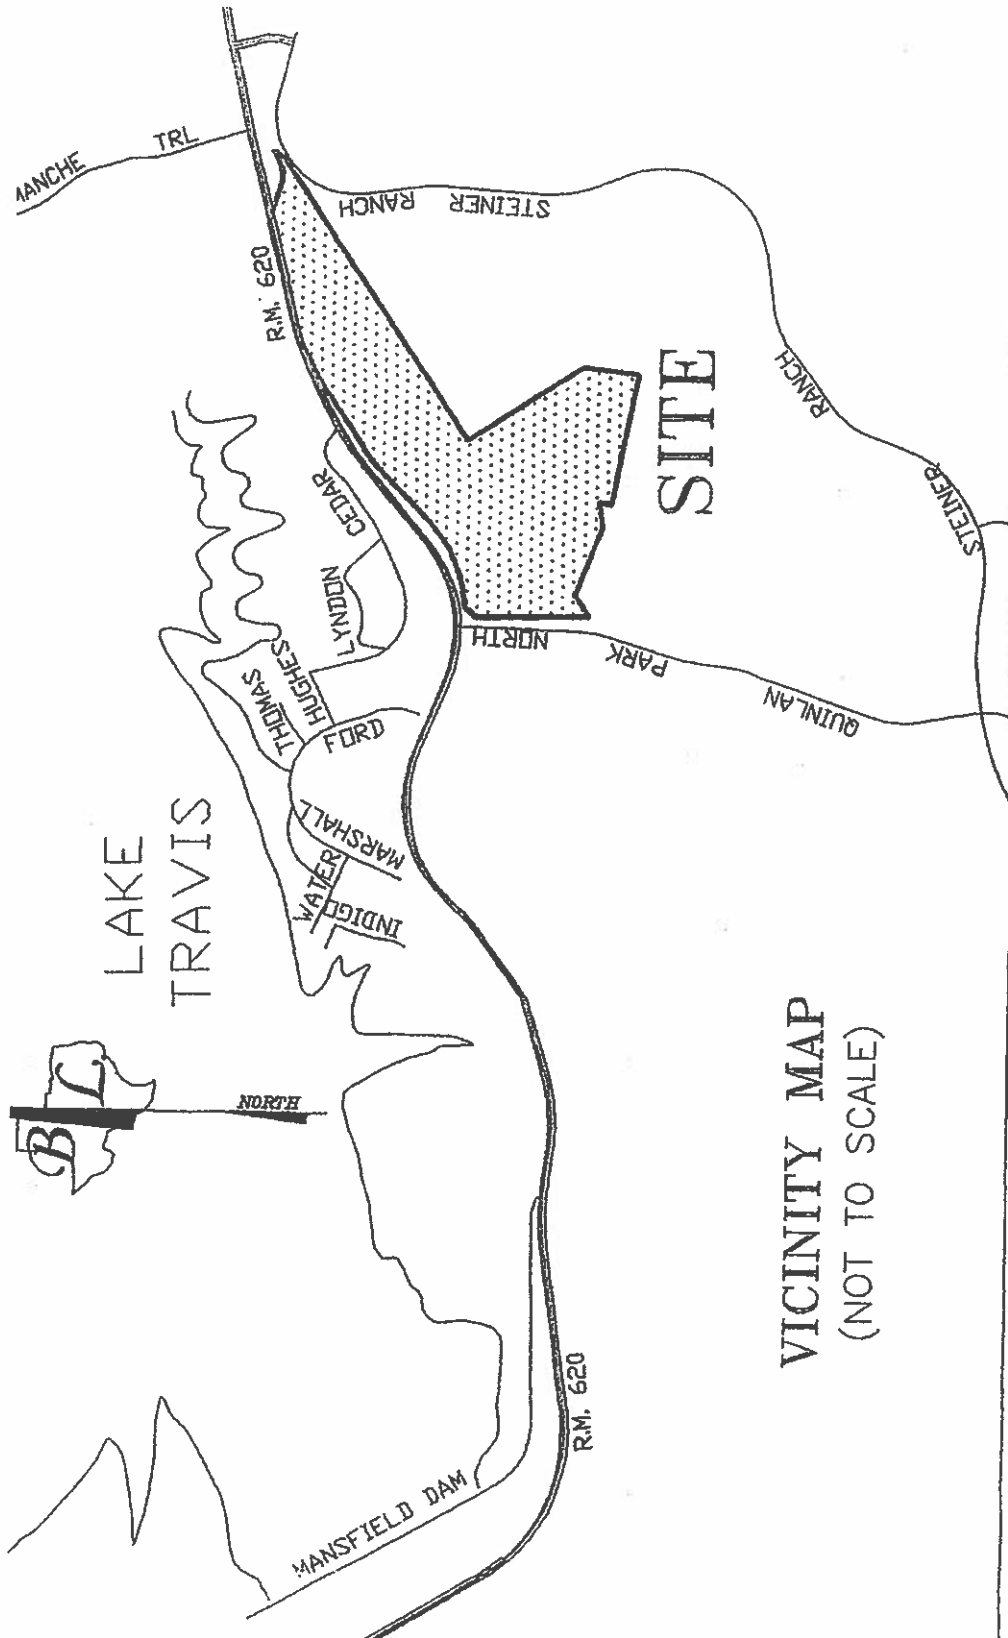 B L
NORTH
LAKE
TRAVIS
TRL
R.M. 620
STEINER RANCH
CEDAR
LYNDON
HUGHES
THOMAS
FORD
MARSHALL
WATER
INDIGO
SITE
QUINLAN PARK NORTH
STEINER RANCH
MANSFIELD DAM
R.M. 620
VICINITY MAP
(NOT TO SCALE)